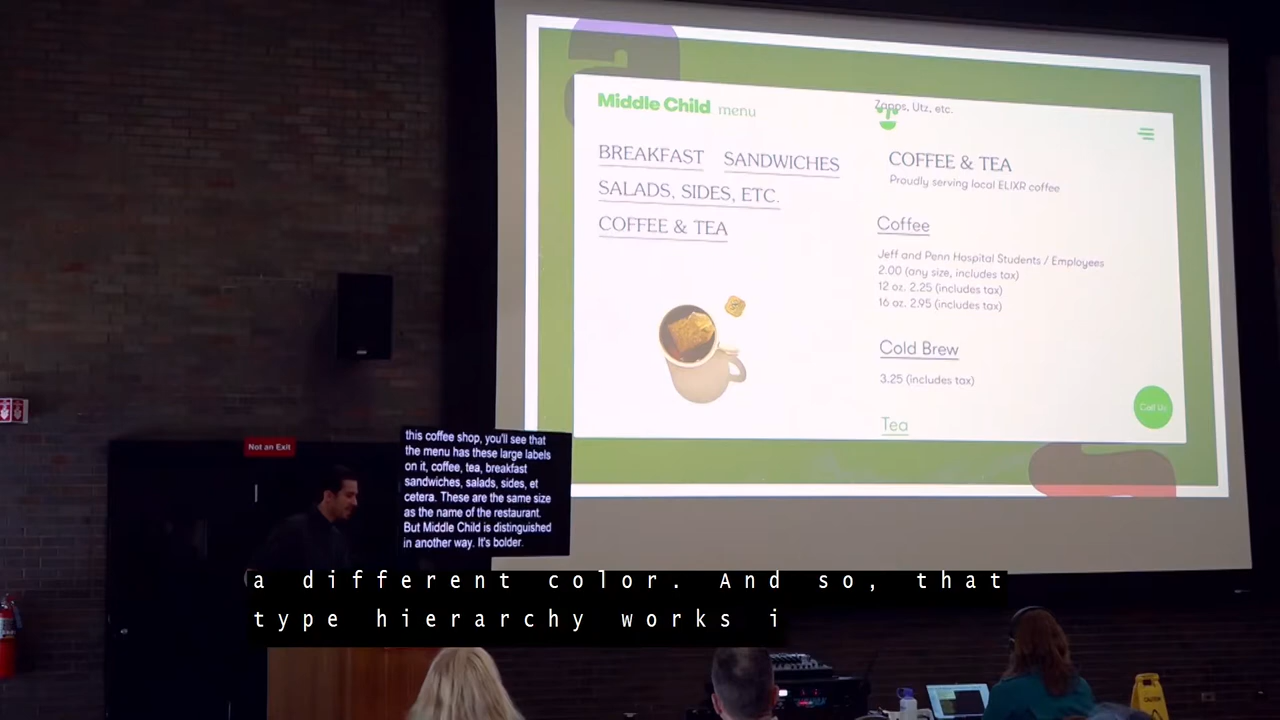 Middle Child menu
BREAKFAST SANDWICHES
SALADS, SIDES, ETC.
COFFEE & TEA
Zapps, Utz, etc.
COFFEE & TEA
Proudly serving local ELIXR coffee
Coffee
Jeff and Penn Hospital Students / Employees
2.00 (any size, includes tax)
12 oz. 2.25 (includes tax)
16 oz. 2.95 (includes tax)
Cold Brew
3.25 (includes tax)
Tea
Call Us
Not an Exit
this coffee shop, you'll see that
the menu has these large labels
on it, coffee, tea, breakfast
sandwiches, salads, sides, et
cetera. These are the same size
as the name of the restaurant.
But Middle Child is distinguished
in another way. It's bolder.
a different color. And so, that
type hierarchy works i